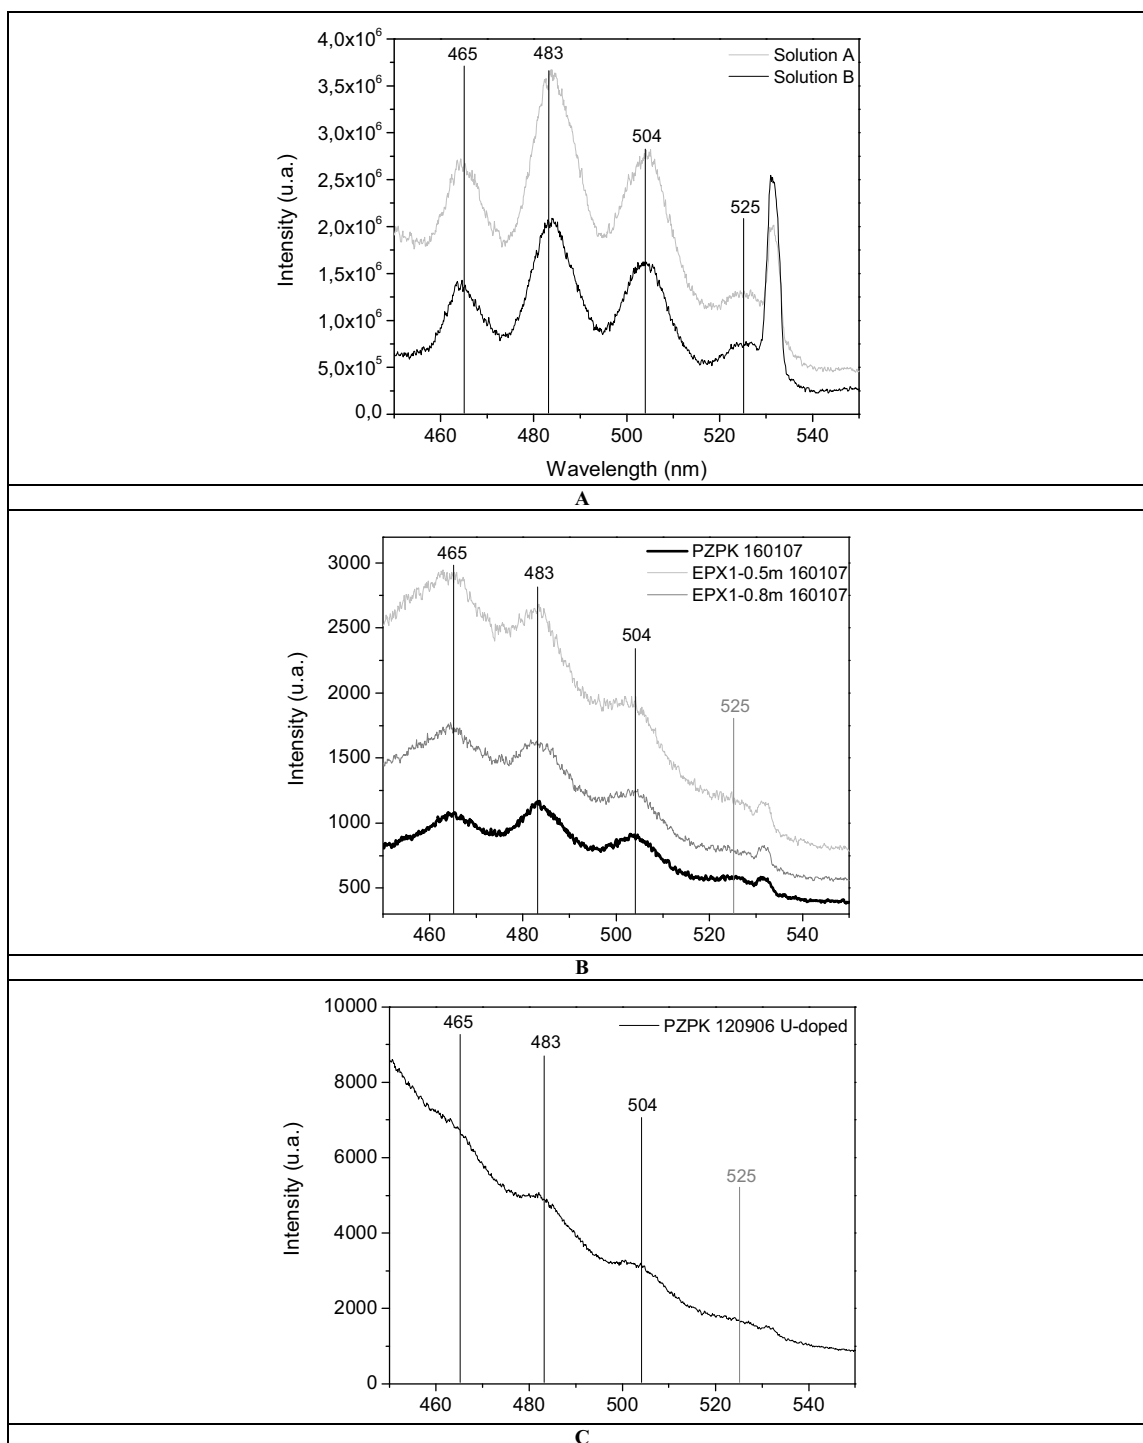 4,0x10⁶
465
483
Solution A
Solution B
3,5x10⁶
3,0x10⁶
504
2,5x10⁶
525
2,0x10⁶
1,5x10⁶
1,0x10⁶
5,0x10⁵
0,0
Intensity (u.a.)
460 480 500 520 540
Wavelength (nm)
A
465
483
504
525
PZPK 160107
EPX1-0.5m 160107
EPX1-0.8m 160107
3000
2500
2000
1500
1000
500
Intensity (u.a.)
460 480 500 520 540
B
465
483
504
525
PZPK 120906 U-doped
10000
8000
6000
4000
2000
0
Intensity (u.a.)
460 480 500 520 540
C